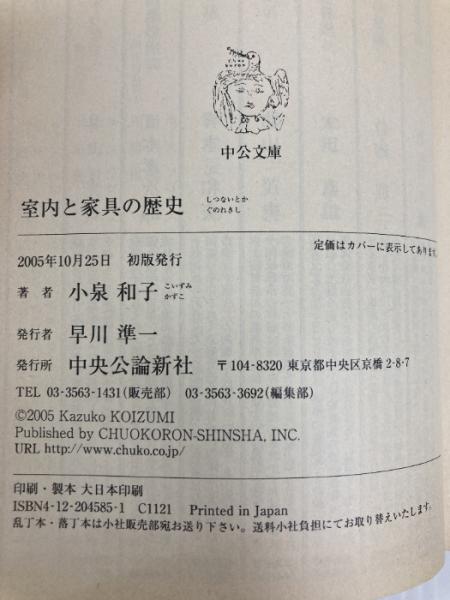 中公文庫
室内と家具の歴史 しつないとか ぐのれきし
定価はカバーに表示してあります。
2005年10月25日 初版発行
著者 小泉 和子 こいずみ かずこ
発行者 早川 準一
発行所 中央公論新社 〒104-8320 東京都中央区京橋2-8-7
TEL 03-3563-1431(販売部) 03-3563-3692(編集部)
©2005 Kazuko KOIZUMI
Published by CHUOKORON-SHINSHA, INC.
URL http://www.chuko.co.jp/
印刷・製本 大日本印刷
ISBN4-12-204585-1 C1121 Printed in Japan
乱丁本・落丁本は小社販売部宛お送り下さい。送料小社負担にてお取り替えいたします。